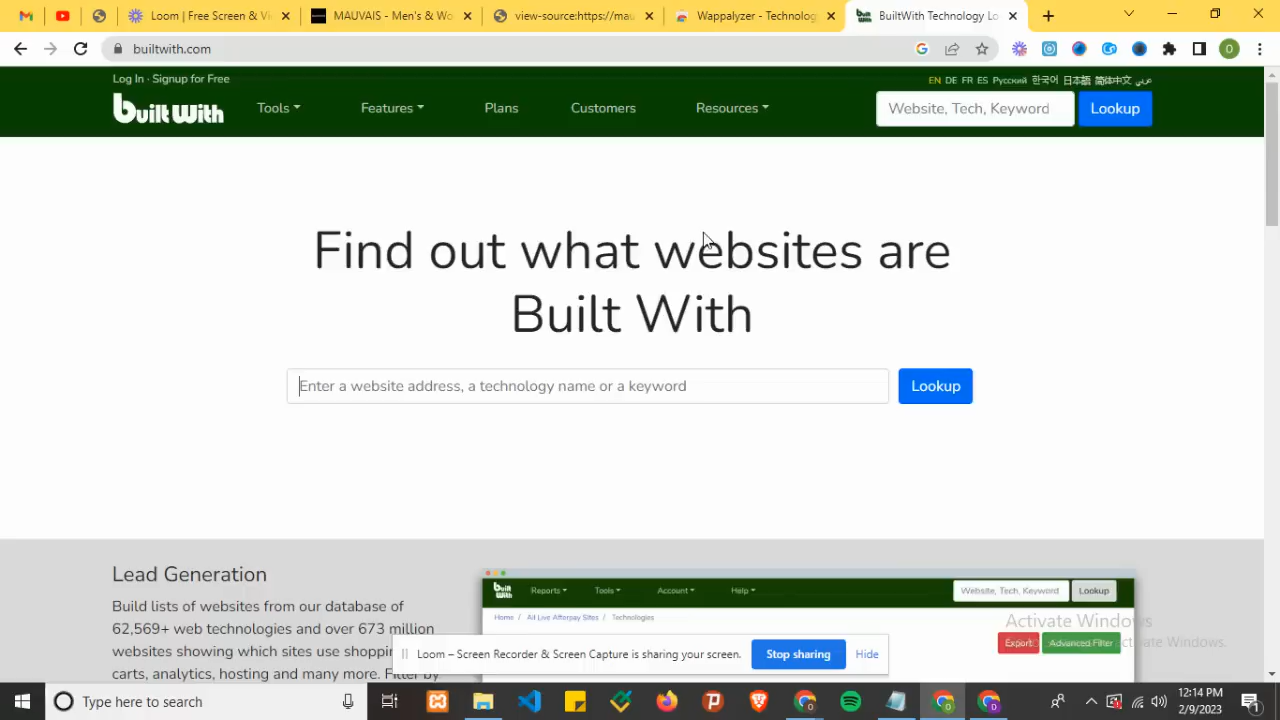 Loom | Free Screen & Vi
MAUVAIS - Men's & Wo
view-source:https://mau
Wappalyzer - Technolog
BuiltWith Technology Lo
builtwith.com
Log In · Signup for Free
EN DE FR ES Русский 한국어 日本語 简体中文 عربي
built With
Tools
Features
Plans
Customers
Resources
Website, Tech, Keyword
Lookup
Find out what websites are
Built With
Enter a website address, a technology name or a keyword
Lookup
Lead Generation
Build lists of websites from our database of
62,569+ web technologies and over 673 million
websites showing which sites use shopp
carts, analytics, hosting and many more. Filter by
built With
Reports
Tools
Account
Help
Website, Tech, Keyword
Lookup
Home / All Live Afterpay Sites / Technologies
Export
Advanced Filter
Activate Windows
activate Windows.
Loom – Screen Recorder & Screen Capture is sharing your screen.
Stop sharing
Hide
Type here to search
12:14 PM
2/9/2023